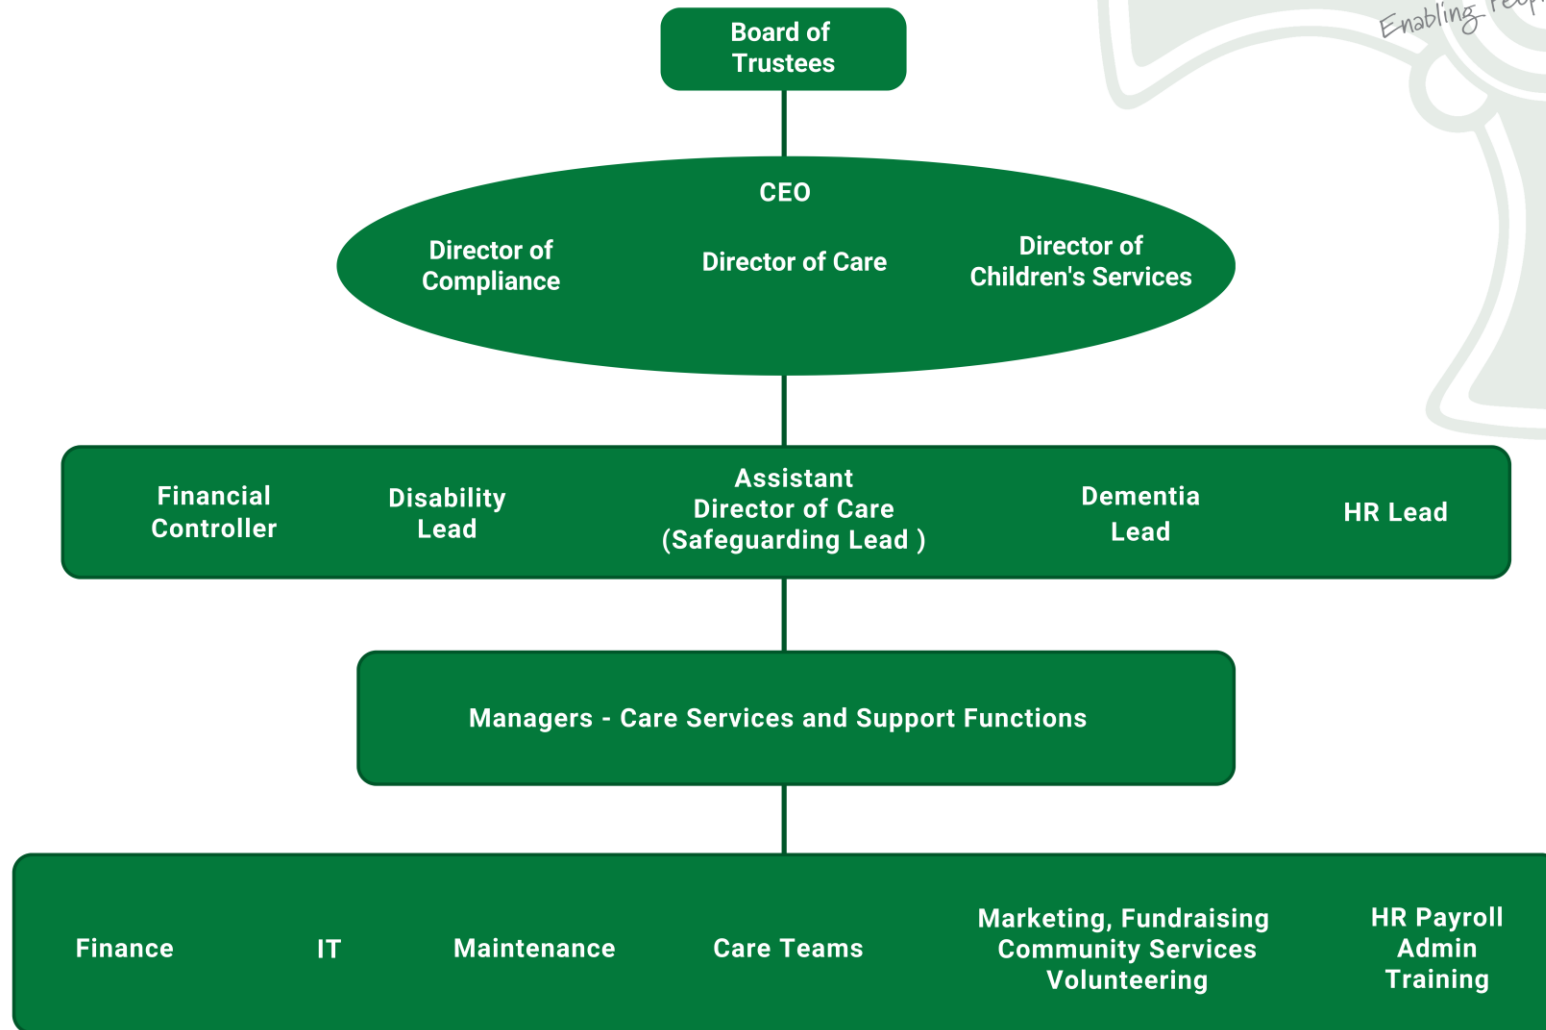 Enabling
Board of
Trustees
CEO
Director of
Compliance
Director of Care
Director of
Children's Services
Financial
Controller
Disability
Lead
Assistant
Director of Care
(Safeguarding Lead )
Dementia
Lead
HR Lead
Managers - Care Services and Support Functions
Finance
IT
Maintenance
Care Teams
Marketing, Fundraising
Community Services
Volunteering
HR Payroll
Admin
Training